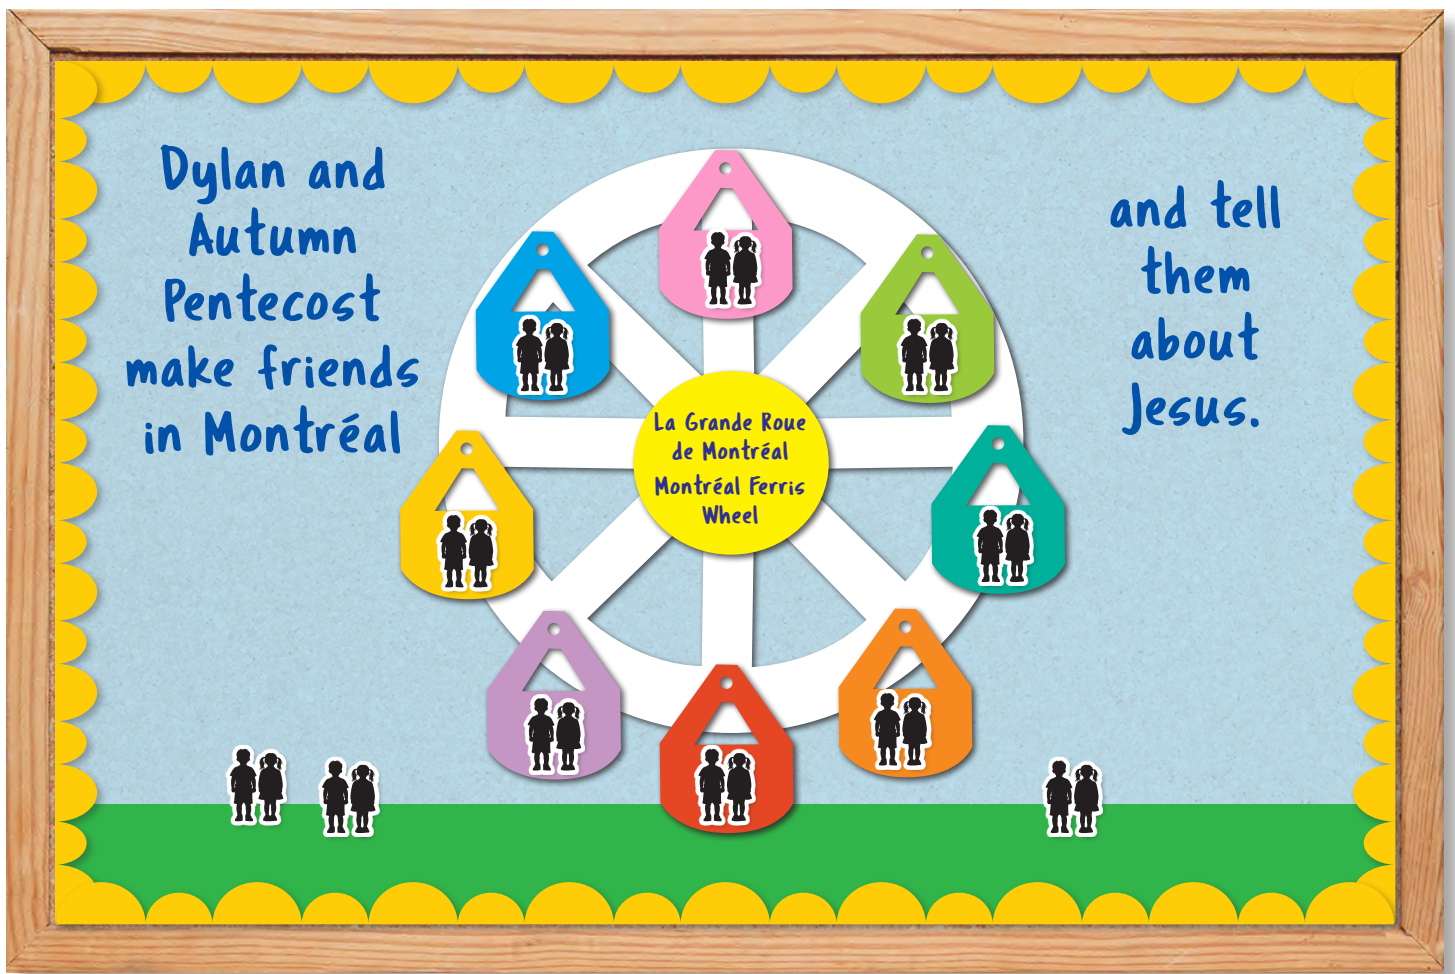 Dylan and
Autumn
Pentecost
make friends
in Montréal
La Grande Roue
de Montréal
Montréal Ferris
Wheel
and tell
them
about
Jesus.